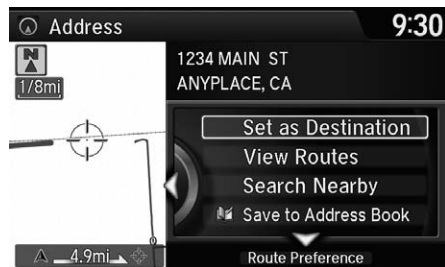 Address
9:30
N
1/8mi
1234 MAIN ST
ANYPLACE, CA
Set as Destination
View Routes
Search Nearby
Save to Address Book
4.9mi
Route Preference